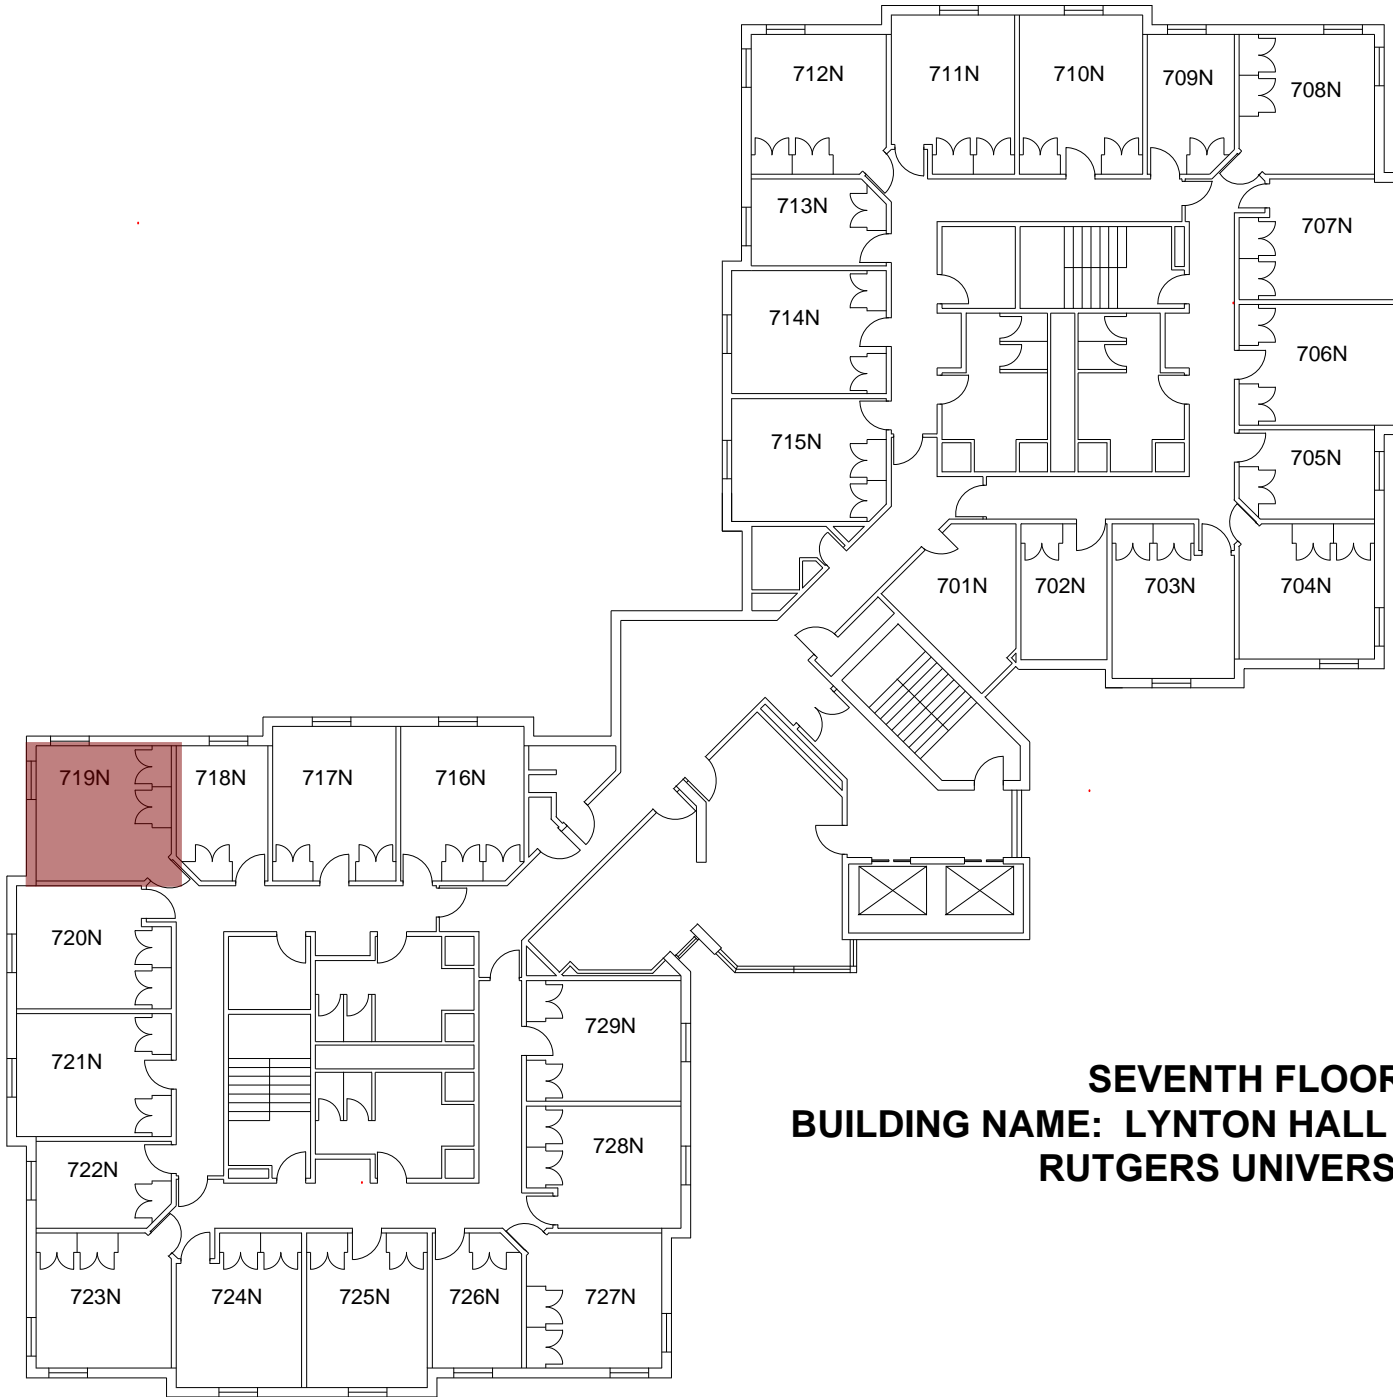 712N
711N
710N
709N
708N
713N
707N
714N
706N
715N
705N
701N
702N
703N
704N
719N
718N
717N
716N
720N
729N
721N
728N
722N
723N
724N
725N
726N
727N
SEVENTH FLOOR
BUILDING NAME: LYNTON HALL
RUTGERS UNIVERS